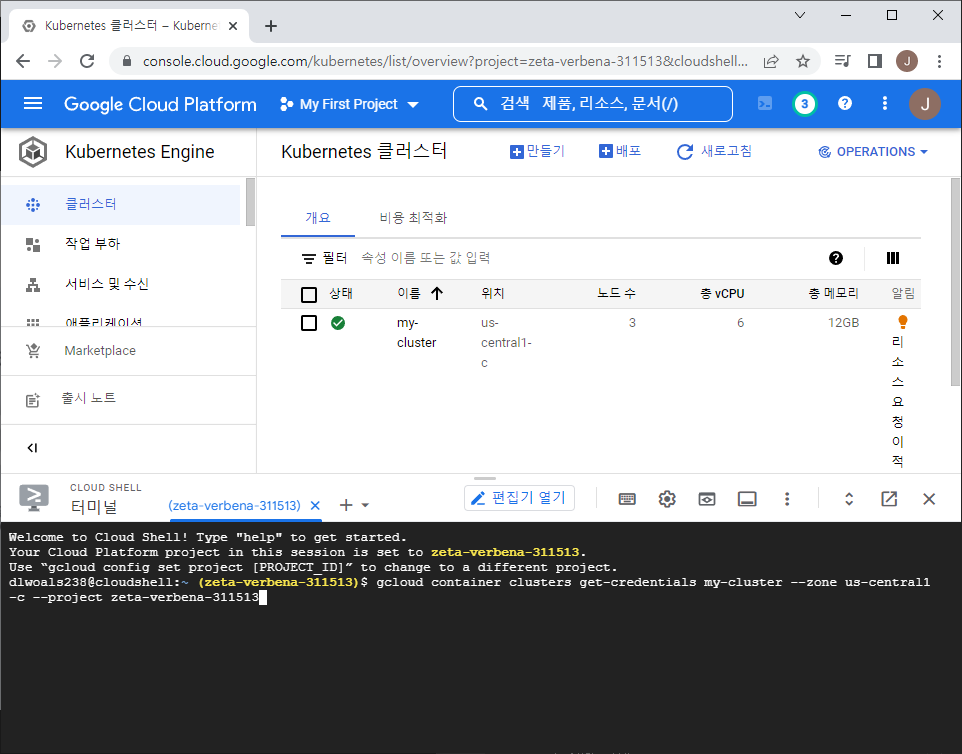 Kubernetes 클러스터 – Kuberne
console.cloud.google.com/kubernetes/list/overview?project=zeta-verbena-311513&cloudshell...
J
Google Cloud Platform
My First Project
검색 제품, 리소스, 문서(/)
3
J
Kubernetes Engine
Kubernetes 클러스터
만들기
배포
새로고침
OPERATIONS
클러스터
작업 부하
서비스 및 수신
애플리케이션
Marketplace
출시 노트
개요
비용 최적화
필터 속성 이름 또는 값 입력
상태 이름 위치 노드 수 총 vCPU 총 메모리 알림
my-
cluster
us-
central1-
c
3
6
12GB
리
소
스
요
청
이
적
CLOUD SHELL
터미널
(zeta-verbena-311513)
편집기 열기
Welcome to Cloud Shell! Type "help" to get started.
Your Cloud Platform project in this session is set to zeta-verbena-311513.
Use “gcloud config set project [PROJECT_ID]” to change to a different project.
dlwoals238@cloudshell:~ (zeta-verbena-311513)$ gcloud container clusters get-credentials my-cluster --zone us-central1
-c --project zeta-verbena-311513